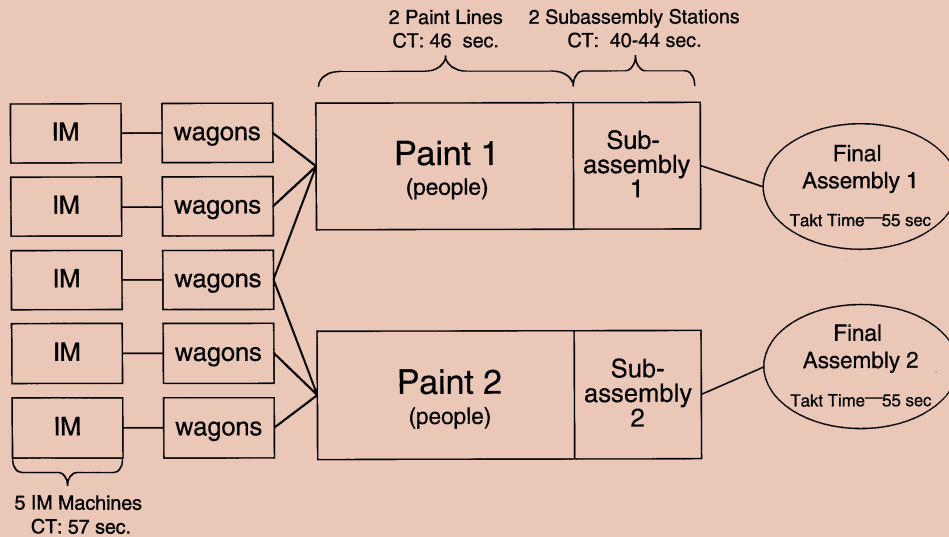 2 Paint Lines
CT: 46 sec.
2 Subassembly Stations
CT: 40-44 sec.
IM
wagons
IM
wagons
IM
wagons
IM
wagons
IM
wagons
Paint 1
(people)
Sub-
assembly
1
Final
Assembly 1
Takt Time—55 sec
Paint 2
(people)
Sub-
assembly
2
Final
Assembly 2
Takt Time—55 sec
5 IM Machines
CT: 57 sec.